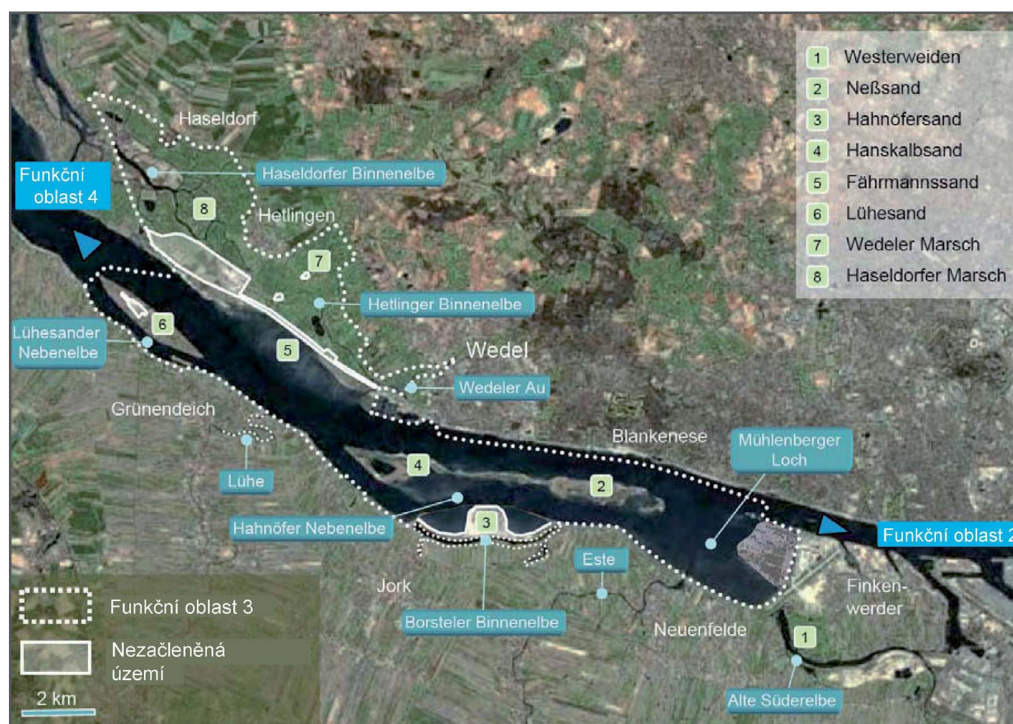 1 Westerweiden
2 Neßsand
3 Hahnöfersand
4 Hanskalbsand
5 Fährmannssand
6 Lühesand
7 Wedeler Marsch
8 Haseldorfer Marsch
Haseldorf
Funkční
oblast 4
Haseldorfer Binnenelbe
8
Hetlingen
7
Hetlinger Binnenelbe
6
Lühesander
Nebenelbe
5
Wedel
Wedeler Au
Grünendeich
Blankenese
Mühlenberger
Loch
Lühe
4
2
Hahnöfer Nebenelbe
3
Funkční oblast 2
Este
Jork
Finken-
werder
Borsteler Binnenelbe
Neuenfelde
1
Alte Süderelbe
Funkční oblast 3
Nezačleněná
území
2 km